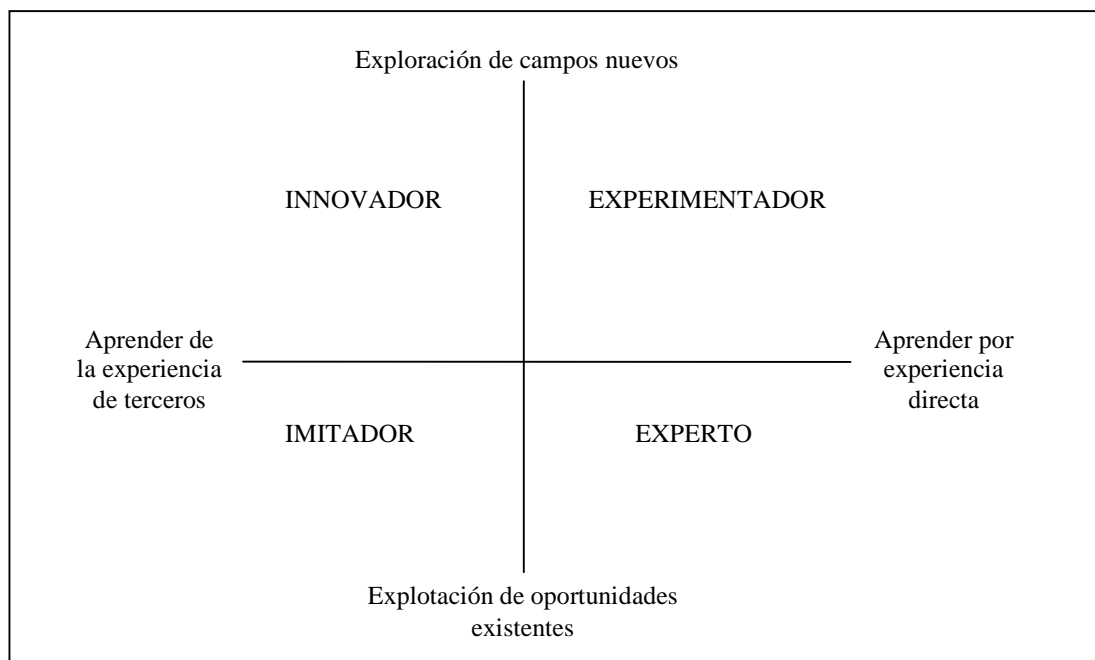 Exploración de campos nuevos
INNOVADOR
EXPERIMENTADOR
Aprender de
la experiencia
de terceros
Aprender por
experiencia
directa
IMITADOR
EXPERTO
Explotación de oportunidades
existentes